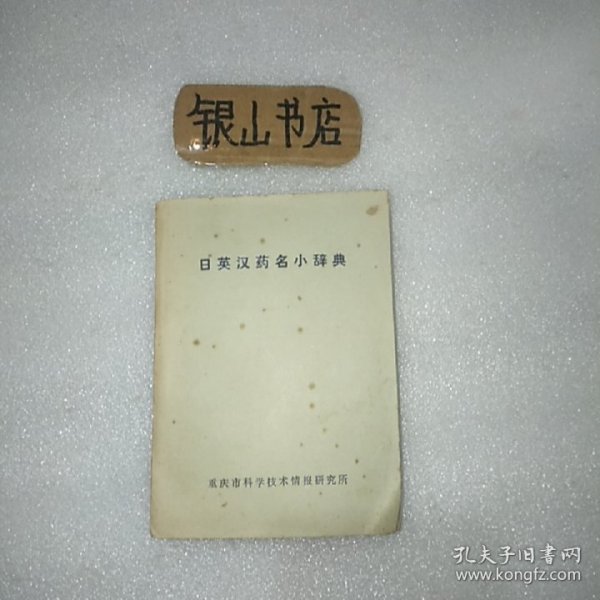 银山书店
日英汉药名小辞典
重庆市科学技术情报研究所
孔夫子旧書网
www.kongfz.com